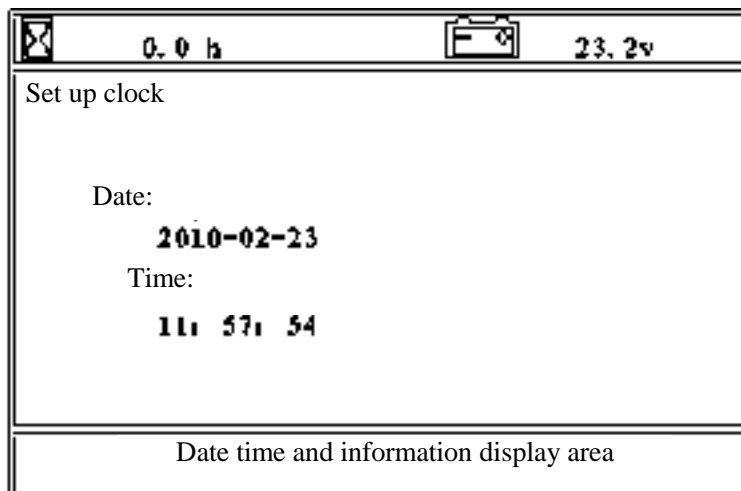 0.0 h 23.2v
Set up clock
Date:
2010-02-23
Time:
11: 57: 54
Date time and information display area